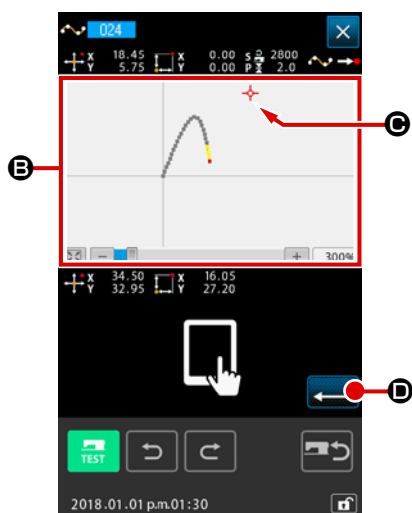 024
X 18.45 X 0.00 S 2800
Y 5.75 Y 0.00 P 2.0
B
C
300%
X 34.50 X 16.05
Y 32.95 Y 27.20
D
TEST
2018.01.01 p.m.01:30